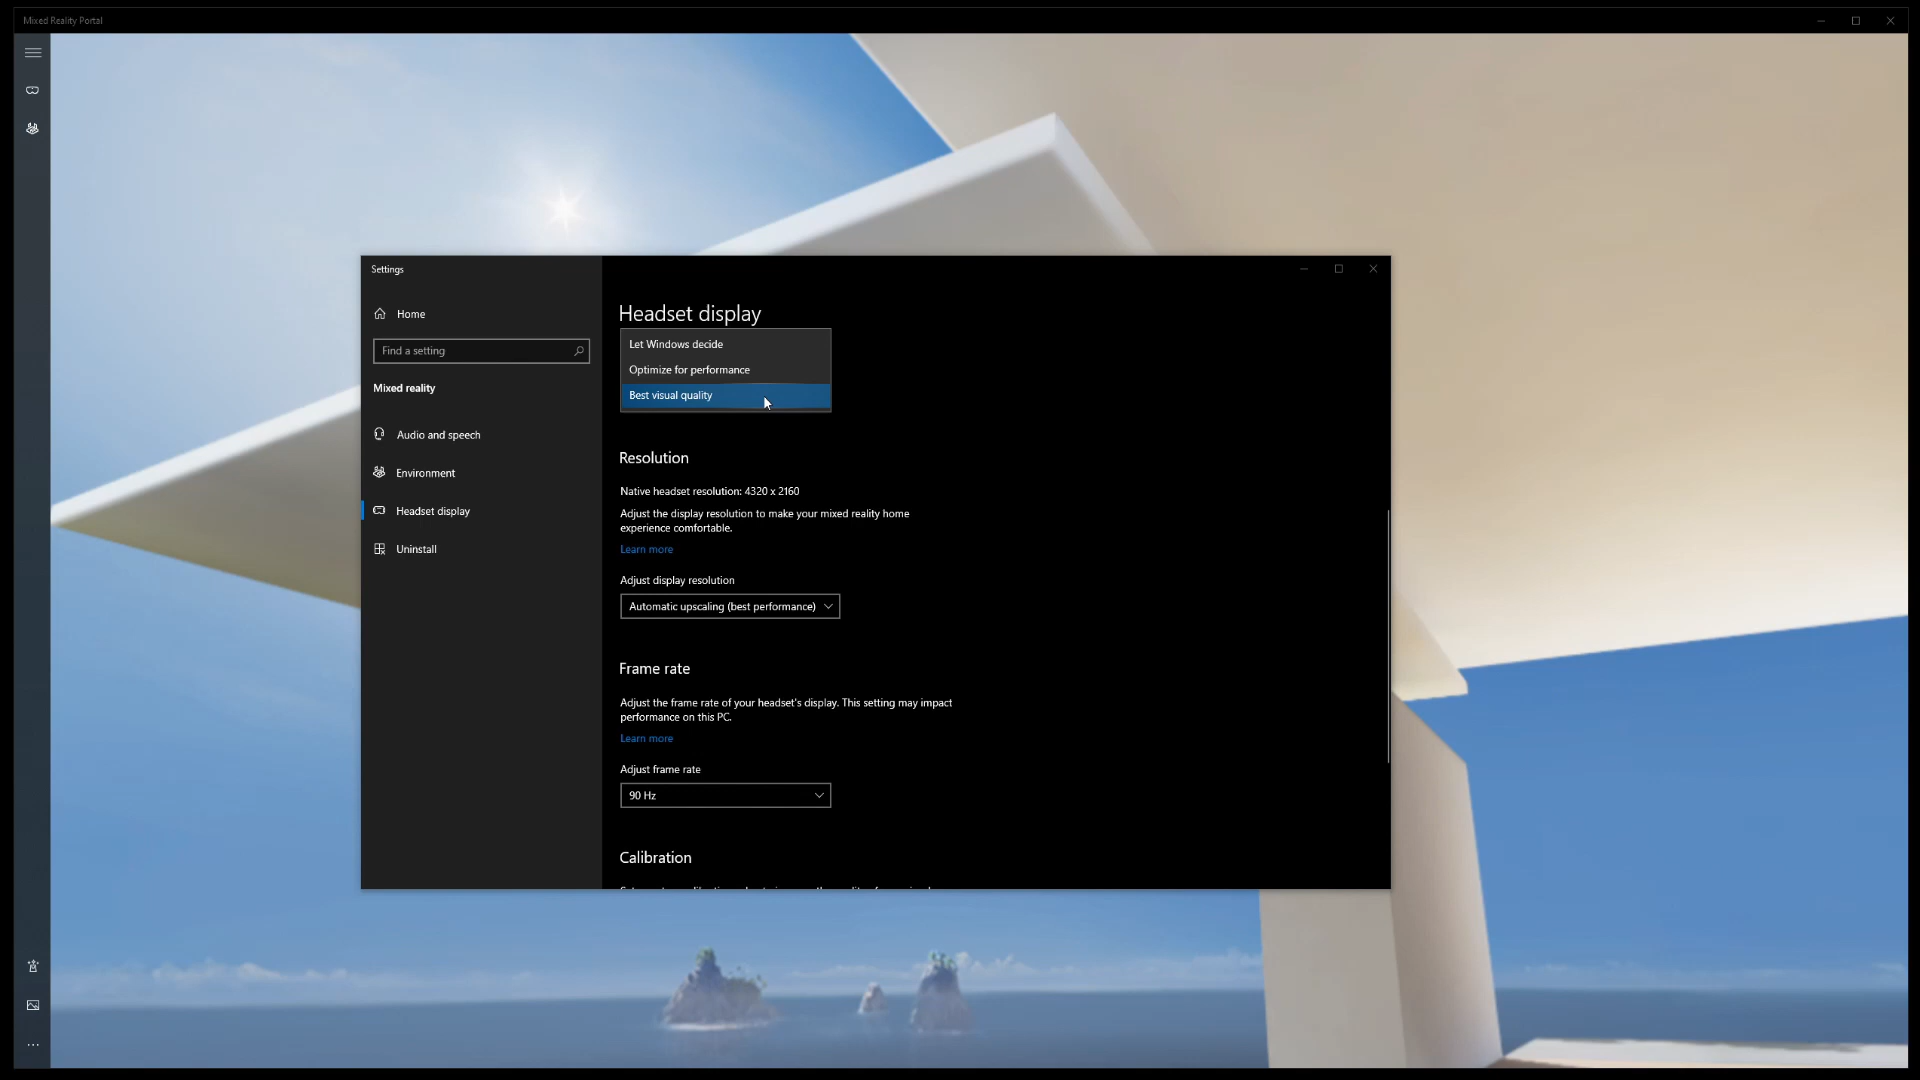 Mixed Reality Portal
Settings
Home
Find a setting
Mixed reality
Audio and speech
Environment
Headset display
Uninstall
Headset display
Let Windows decide
Optimize for performance
Best visual quality
Resolution
Native headset resolution: 4320 x 2160
Adjust the display resolution to make your mixed reality home
experience comfortable.
Learn more
Adjust display resolution
Automatic upscaling (best performance)
Frame rate
Adjust the frame rate of your headset's display. This setting may impact
performance on this PC.
Learn more
Adjust frame rate
90 Hz
Calibration